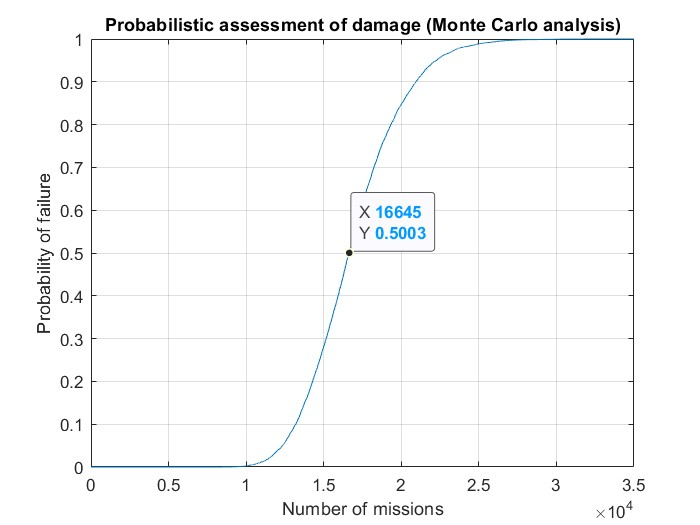 Probabilistic assessment of damage (Monte Carlo analysis)
1
0.9
0.8
0.7
0.6
0.5
0.4
0.3
0.2
0.1
0
Probability of failure
X 16645
Y 0.5003
0 0.5 1 1.5 2 2.5 3 3.5
Number of missions
×10⁴